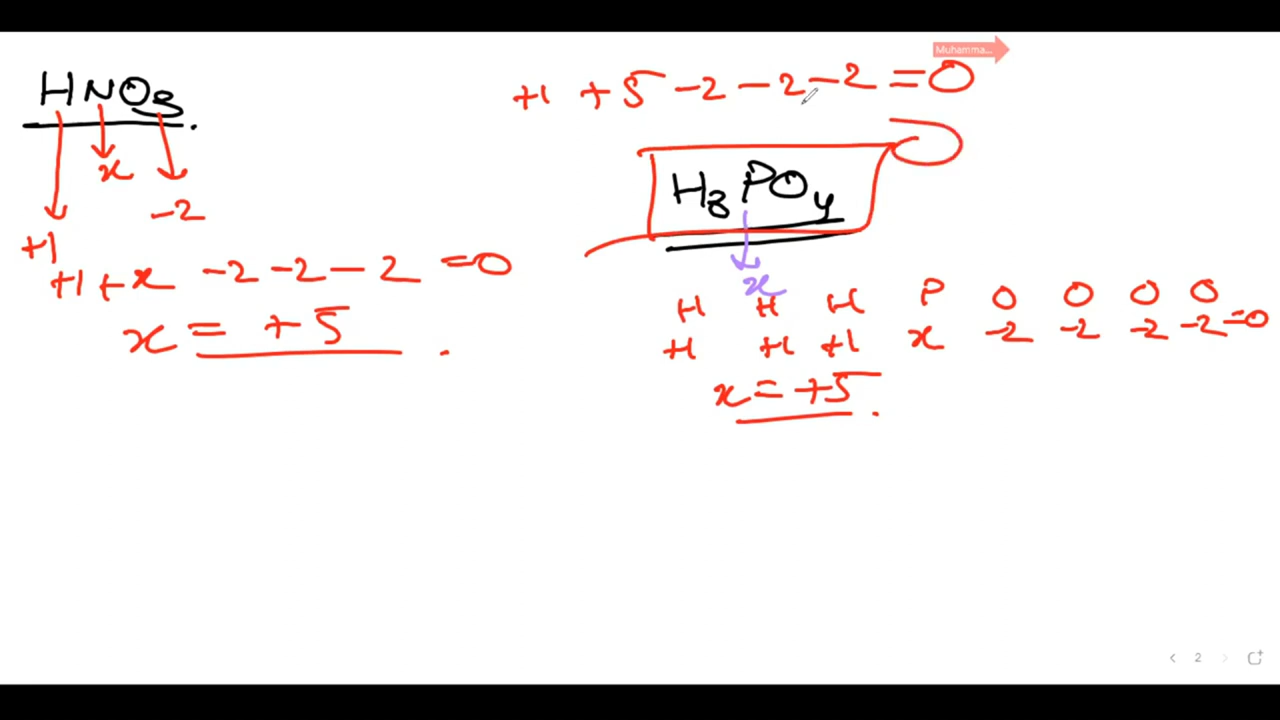 HNO3.
x
-2
+1
+1 +x -2 -2 -2 =0
x = +5.
Muhamma...
+1 +5 -2 -2 -2 =0
H3PO4
x
H H H P O O O O
+1 +1 +1 x -2 -2 -2 -2 =0
x = +5.
< 2 >